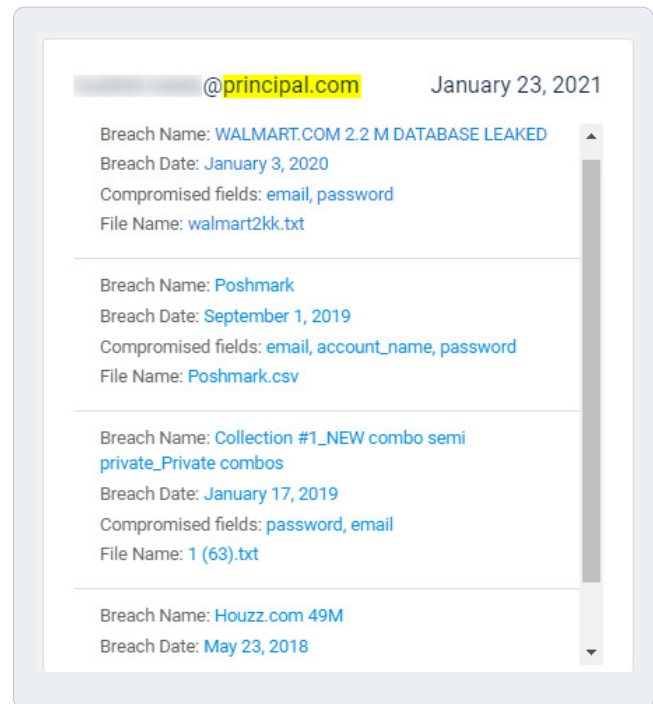 @principal.com January 23, 2021
Breach Name: WALMART.COM 2.2 M DATABASE LEAKED
Breach Date: January 3, 2020
Compromised fields: email, password
File Name: walmart2kk.txt
Breach Name: Poshmark
Breach Date: September 1, 2019
Compromised fields: email, account_name, password
File Name: Poshmark.csv
Breach Name: Collection #1_NEW combo semi
private_Private combos
Breach Date: January 17, 2019
Compromised fields: password, email
File Name: 1 (63).txt
Breach Name: Houzz.com 49M
Breach Date: May 23, 2018